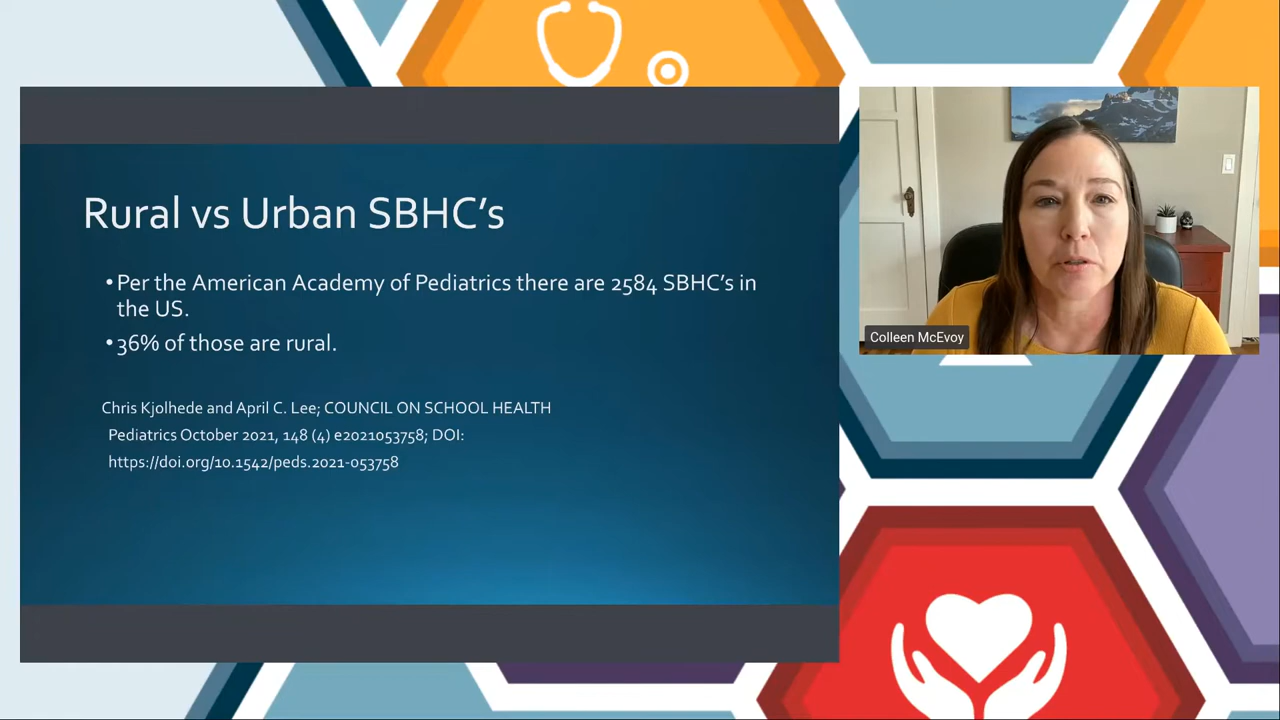 Rural vs Urban SBHC's
•Per the American Academy of Pediatrics there are 2584 SBHC's in
the US.
•36% of those are rural.
Chris Kjolhede and April C. Lee; COUNCIL ON SCHOOL HEALTH
Pediatrics October 2021, 148 (4) e2021053758; DOI:
https://doi.org/10.1542/peds.2021-053758
Colleen McEvoy